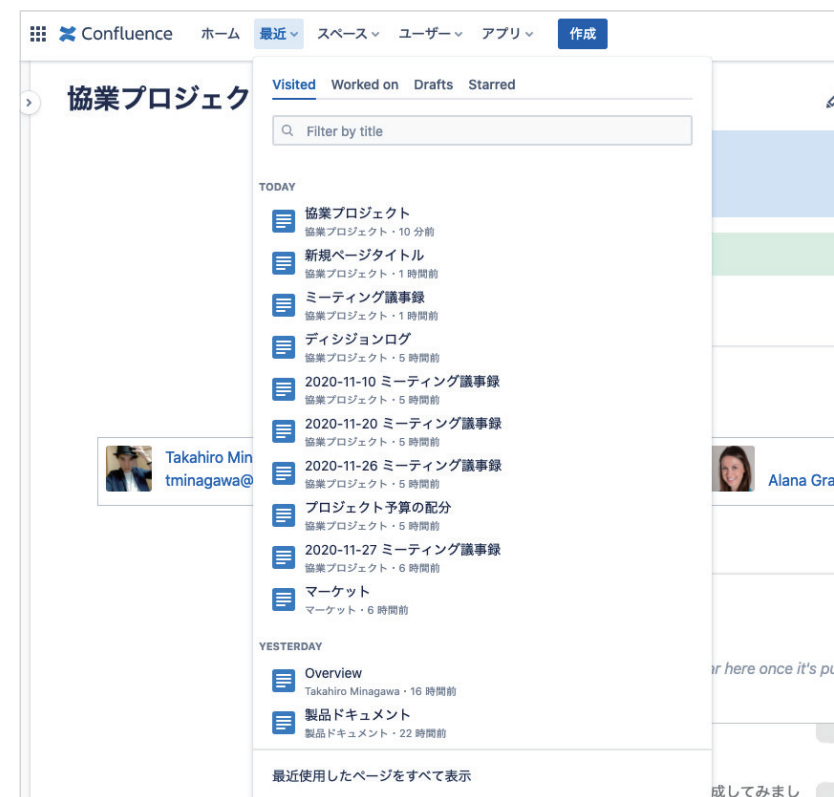 Confluence ホーム 最近 スペース ユーザー アプリ 作成
協業プロジェク
Visited Worked on Drafts Starred
Filter by title
TODAY
協業プロジェクト
協業プロジェクト・10 分前
新規ページタイトル
協業プロジェクト・1 時間前
ミーティング議事録
協業プロジェクト・1 時間前
ディシジョンログ
協業プロジェクト・5 時間前
2020-11-10 ミーティング議事録
協業プロジェクト・5 時間前
2020-11-20 ミーティング議事録
協業プロジェクト・5 時間前
2020-11-26 ミーティング議事録
協業プロジェクト・5 時間前
プロジェクト予算の配分
協業プロジェクト・5 時間前
2020-11-27 ミーティング議事録
協業プロジェクト・6 時間前
マーケット
マーケット・6 時間前
YESTERDAY
Overview
Takahiro Minagawa・16 時間前
製品ドキュメント
製品ドキュメント・22 時間前
最近使用したページをすべて表示
Takahiro Min
tminagawa@
Alana Gra
here once it's pu
成してみまし